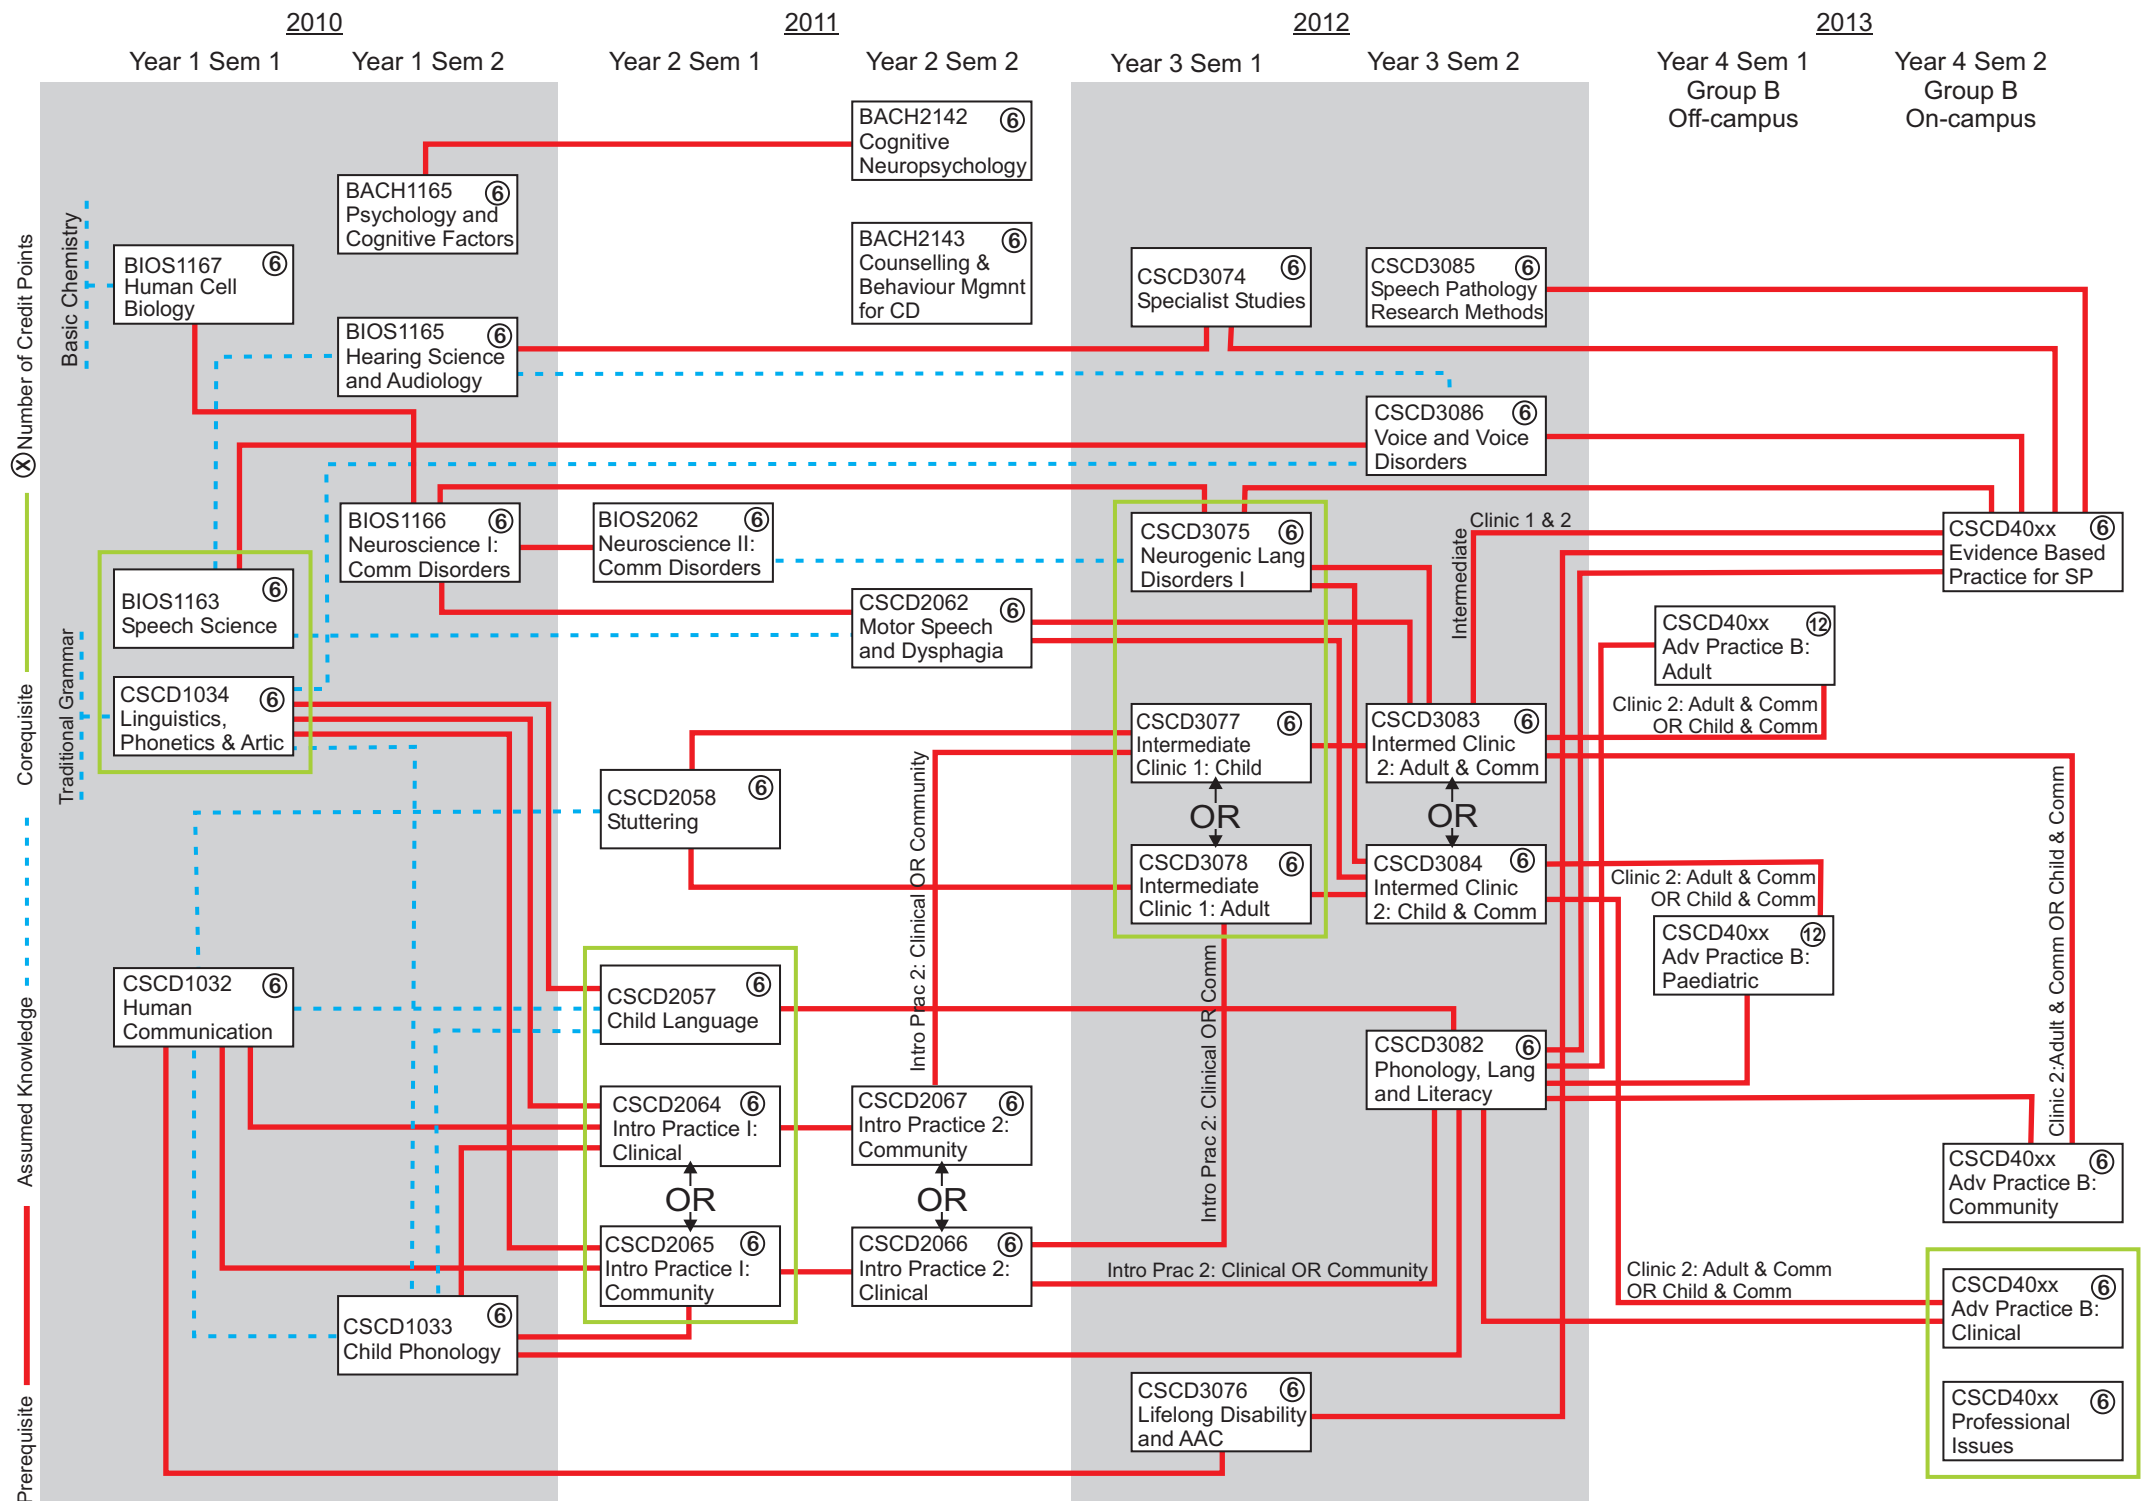 2010
2011
2012
2013
Year 1 Sem 1
Year 1 Sem 2
Year 2 Sem 1
Year 2 Sem 2
Year 3 Sem 1
Year 3 Sem 2
Year 4 Sem 1
Group B
Off-campus
Year 4 Sem 2
Group B
On-campus
Prerequisite
Assumed Knowledge
Corequisite
X Number of Credit Points
Basic Chemistry
Traditional Grammar
BIOS1167 6
Human Cell
Biology
BIOS1163 6
Speech Science
CSCD1034 6
Linguistics,
Phonetics & Artic
CSCD1032 6
Human
Communication
BACH1165 6
Psychology and
Cognitive Factors
BIOS1165 6
Hearing Science
and Audiology
BIOS1166 6
Neuroscience I:
Comm Disorders
CSCD1033 6
Child Phonology
BIOS2062 6
Neuroscience II:
Comm Disorders
CSCD2058 6
Stuttering
CSCD2057 6
Child Language
CSCD2064 6
Intro Practice I:
Clinical
OR
CSCD2065 6
Intro Practice I:
Community
BACH2142 6
Cognitive
Neuropsychology
BACH2143 6
Counselling &
Behaviour Mgmnt
for CD
CSCD2062 6
Motor Speech
and Dysphagia
Intro Prac 2: Clinical OR Community
CSCD2067 6
Intro Practice 2:
Community
OR
CSCD2066 6
Intro Practice 2:
Clinical
CSCD3074 6
Specialist Studies
CSCD3075 6
Neurogenic Lang
Disorders I
CSCD3077 6
Intermediate
Clinic 1: Child
OR
CSCD3078 6
Intermediate
Clinic 1: Adult
Intro Prac 2: Clinical OR Comm
Intro Prac 2: Clinical OR Community
CSCD3076 6
Lifelong Disability
and AAC
CSCD3085 6
Speech Pathology
Research Methods
CSCD3086 6
Voice and Voice
Disorders
Intermediate
Clinic 1 & 2
CSCD3083 6
Intermed Clinic
2: Adult & Comm
OR
CSCD3084 6
Intermed Clinic
2: Child & Comm
CSCD3082 6
Phonology, Lang
and Literacy
CSCD40xx 12
Adv Practice B:
Adult
Clinic 2: Adult & Comm
OR Child & Comm
Clinic 2: Adult & Comm
OR Child & Comm
CSCD40xx 12
Adv Practice B:
Paediatric
Clinic 2: Adult & Comm
OR Child & Comm
CSCD40xx 6
Evidence Based
Practice for SP
Clinic 2:Adult & Comm OR Child & Comm
CSCD40xx 6
Adv Practice B:
Community
CSCD40xx 6
Adv Practice B:
Clinical
CSCD40xx 6
Professional
Issues